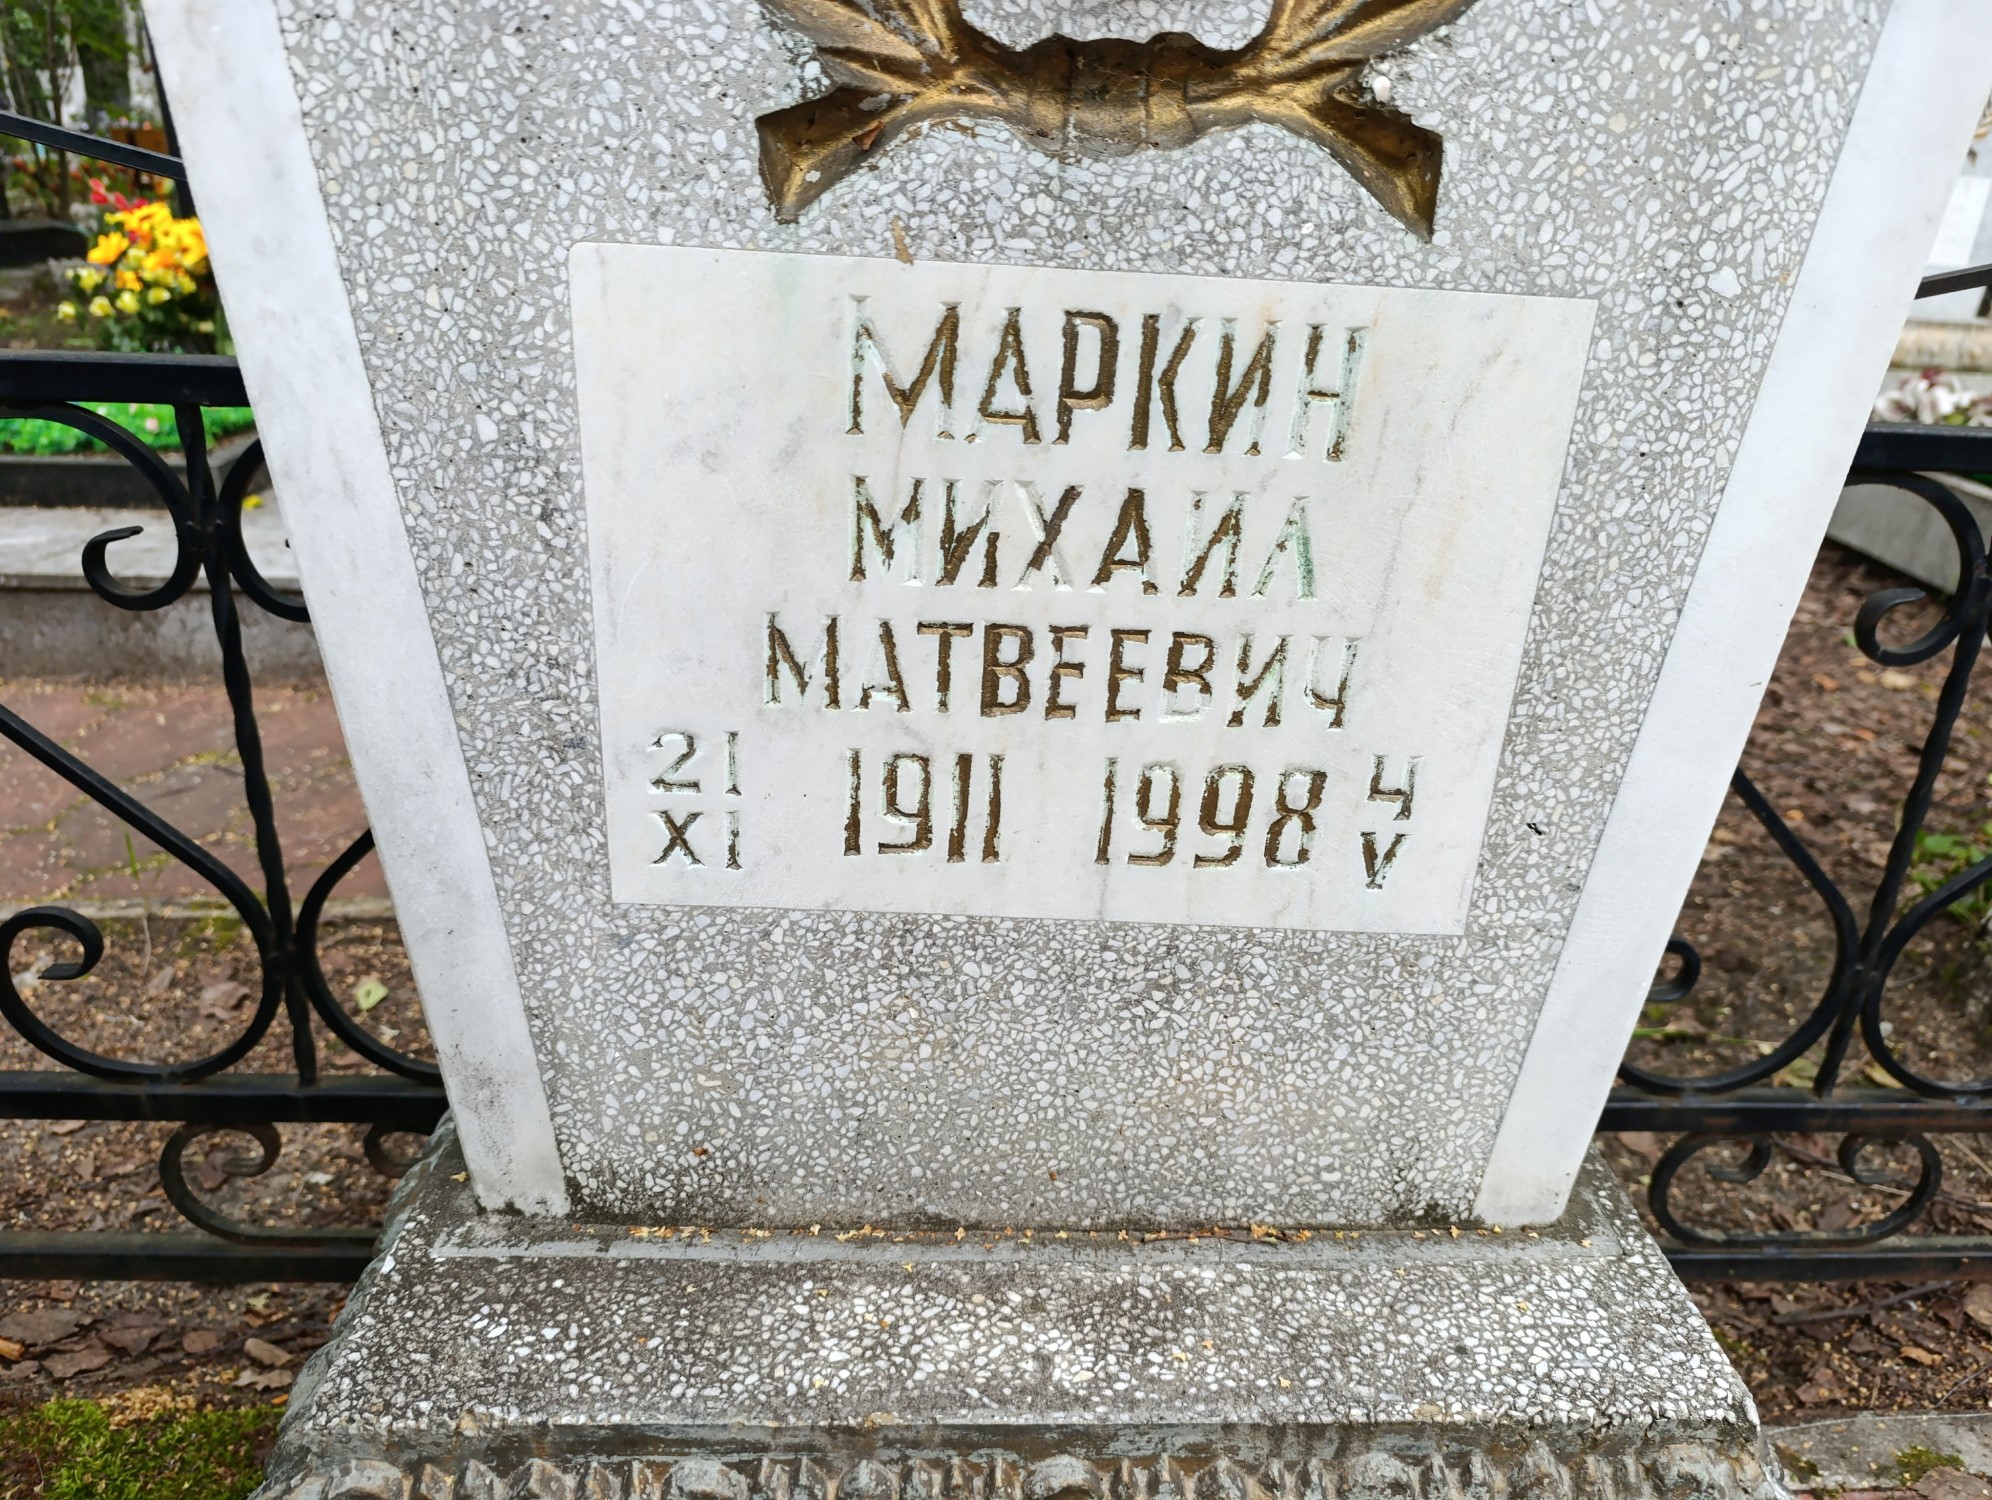 МАРКИН
МИХАИЛ
МАТВЕЕВИЧ
21 XI 1911 1998 4 V